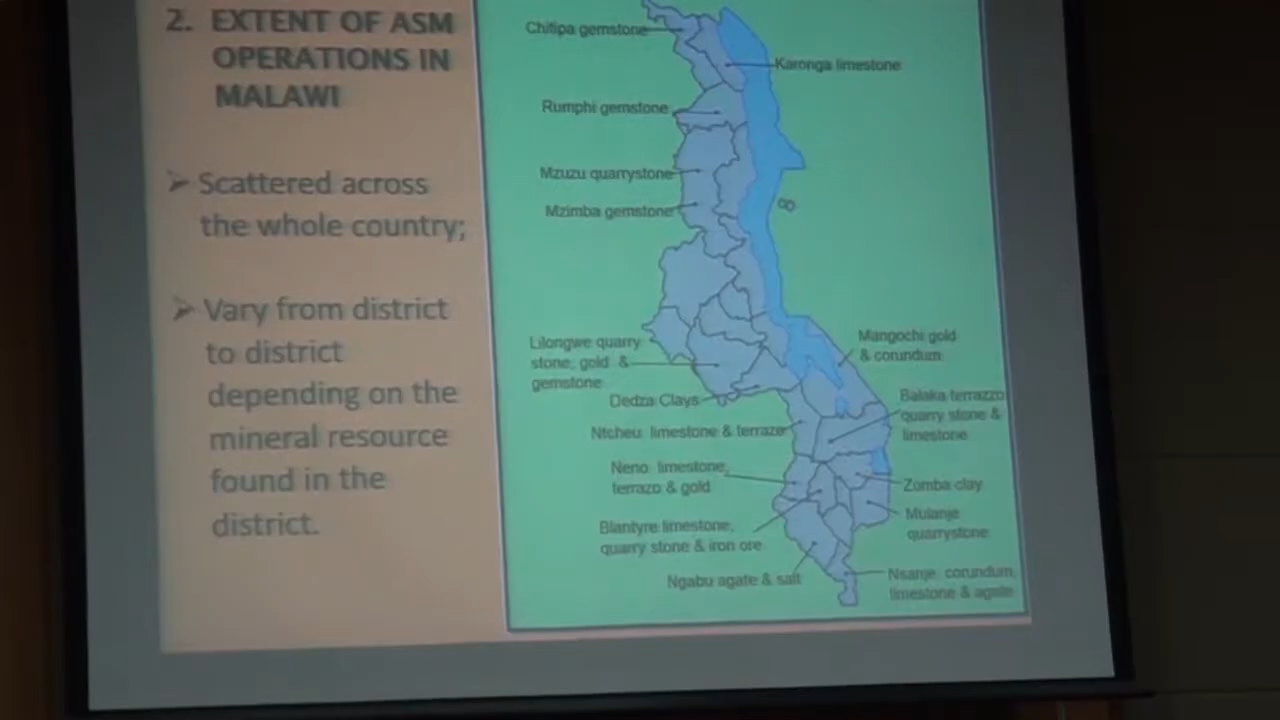 2. EXTENT OF ASM
OPERATIONS IN
MALAWI
➢ Scattered across
the whole country;
➢ Vary from district
to district
depending on the
mineral resource
found in the
district.
Chitipa gemstone
Karonga limestone
Rumphi gemstone
Mzuzu quarrystone
Mzimba gemstone
Lilongwe quarry
stone, gold &
gemstone
Mangochi gold
& corundum
Dedza Clays
Balaka terrazzo
quarry stone &
limestone
Ntcheu limestone & terrazo
Neno limestone,
terrazo & gold
Zomba clay
Mulanje
quarrystone
Blantyre limestone,
quarry stone & iron ore
Ngabu agate & salt
Nsanje corundum,
limestone & agate